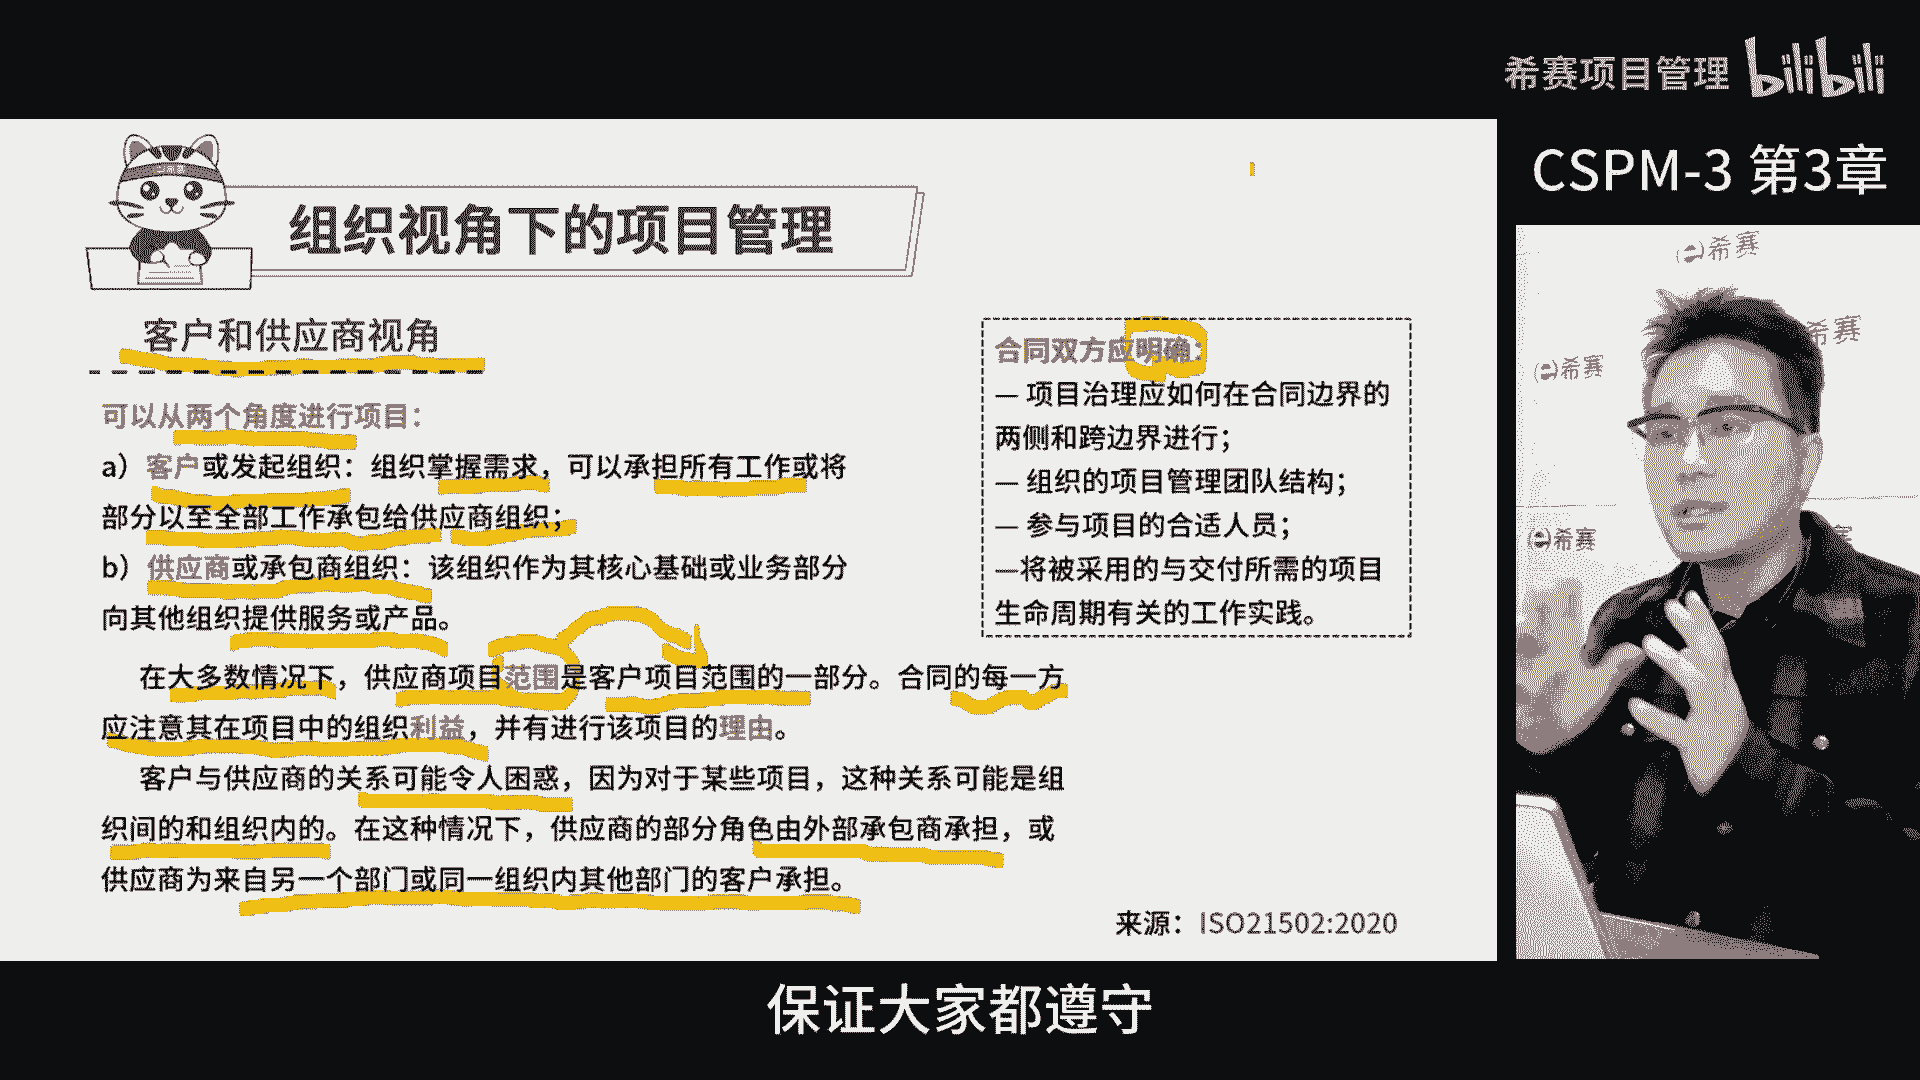 希赛项目管理 bilibili
CSPM-3 第3章
组织视角下的项目管理
客户和供应商视角
可以从两个角度进行项目：
a）客户或发起组织：组织掌握需求，可以承担所有工作或将
部分以至全部工作承包给供应商组织；
b）供应商或承包商组织：该组织作为其核心基础或业务部分
向其他组织提供服务或产品。
在大多数情况下，供应商项目范围是客户项目范围的一部分。合同的每一方
应注意其在项目中的组织利益，并有进行该项目的理由。
客户与供应商的关系可能令人困惑，因为对于某些项目，这种关系可能是组
织间的和组织内的。在这种情况下，供应商的部分角色由外部承包商承担，或
供应商为来自另一个部门或同一组织内其他部门的客户承担。
合同双方应明确：
— 项目治理应如何在合同边界的
两侧和跨边界进行；
— 组织的项目管理团队结构；
— 参与项目的合适人员；
—将被采用的与交付所需的项目
生命周期有关的工作实践。
来源：ISO21502:2020
希赛
希赛
希赛
希赛
保证大家都遵守